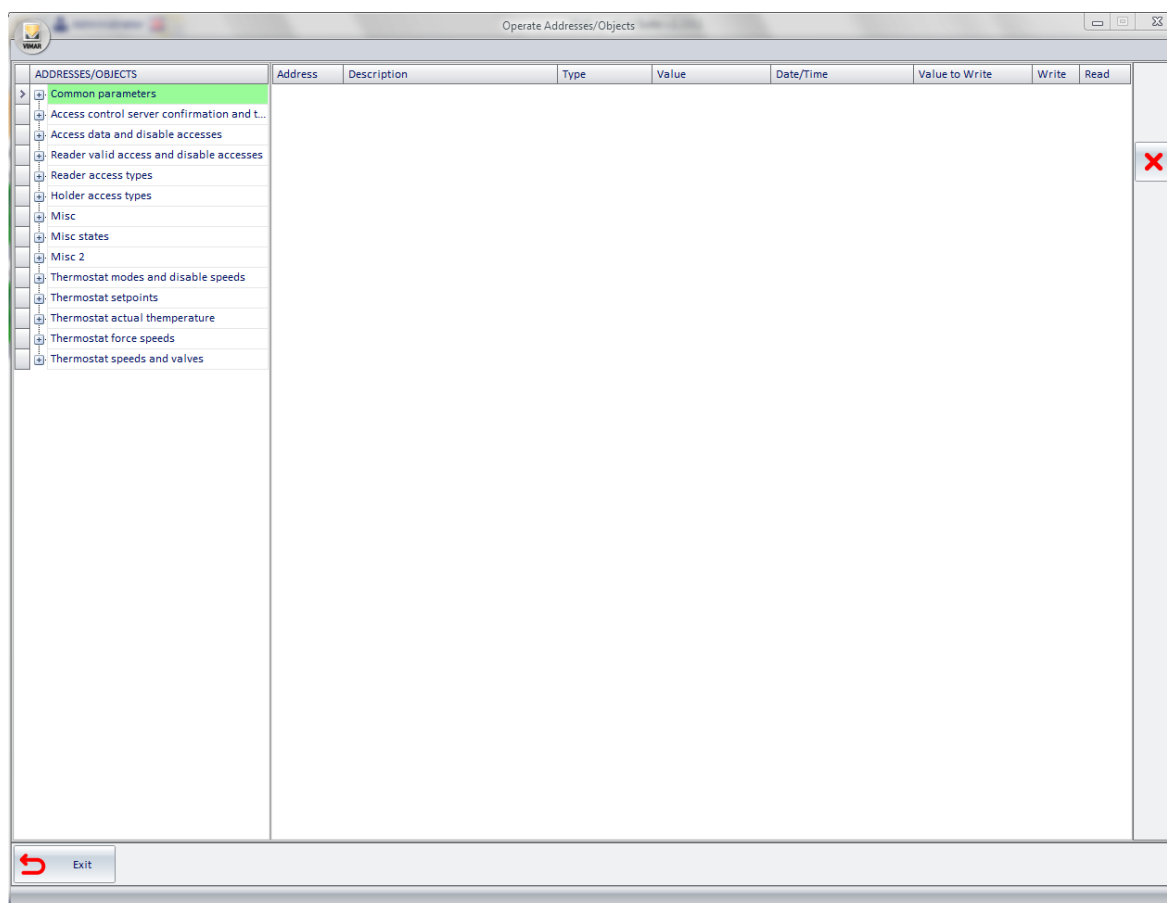 Operate Addresses/Objects
VIMAR
ADDRESSES/OBJECTS Address Description Type Value Date/Time Value to Write Write Read
Common parameters
Access control server confirmation and t...
Access data and disable accesses
Reader valid access and disable accesses
Reader access types
Holder access types
Misc
Misc states
Misc 2
Thermostat modes and disable speeds
Thermostat setpoints
Thermostat actual themperature
Thermostat force speeds
Thermostat speeds and valves
Exit